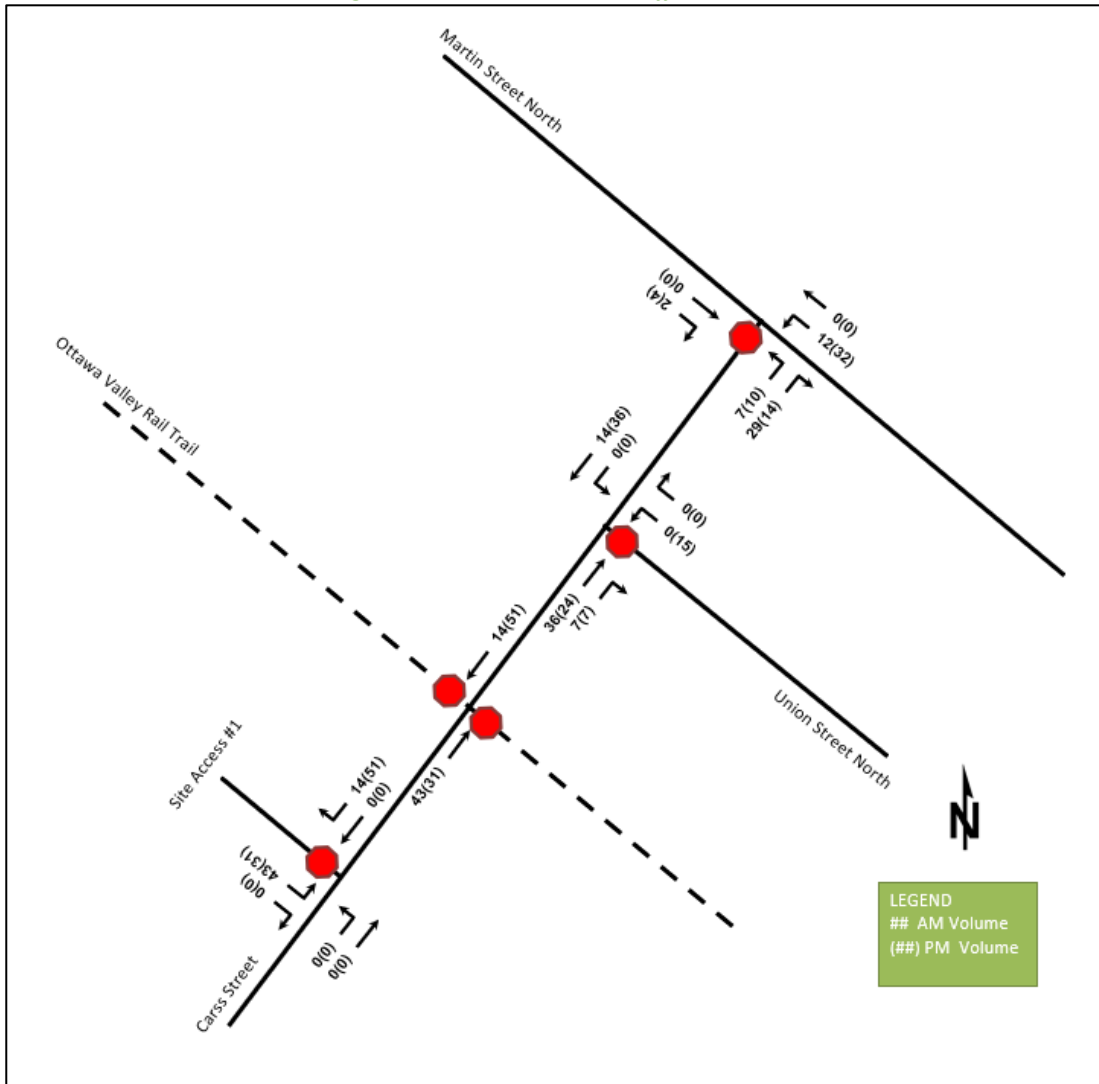 Martin Street North
0(0)
2(4)
0(0)
12(32)
7(10)
29(14)
Ottawa Valley Rail Trail
14(36)
0(0)
0(0)
0(15)
36(24)
7(7)
14(51)
43(31)
Union Street North
Site Access #1
14(51)
0(0)
43(31)
0(0)
0(0)
0(0)
Carss Street
N
LEGEND
## AM Volume
(##) PM Volume